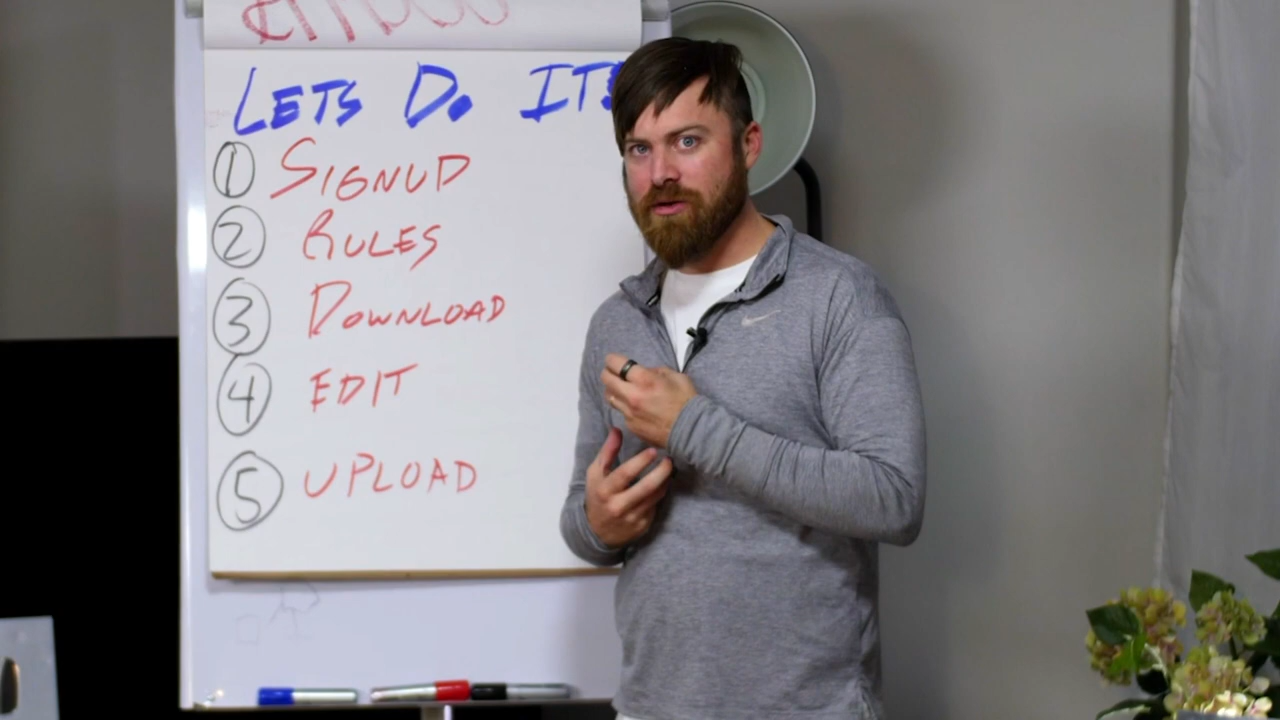 LETS DO IT!
1 SIGNUP
2 RULES
3 DOWNLOAD
4 EDIT
5 UPLOAD